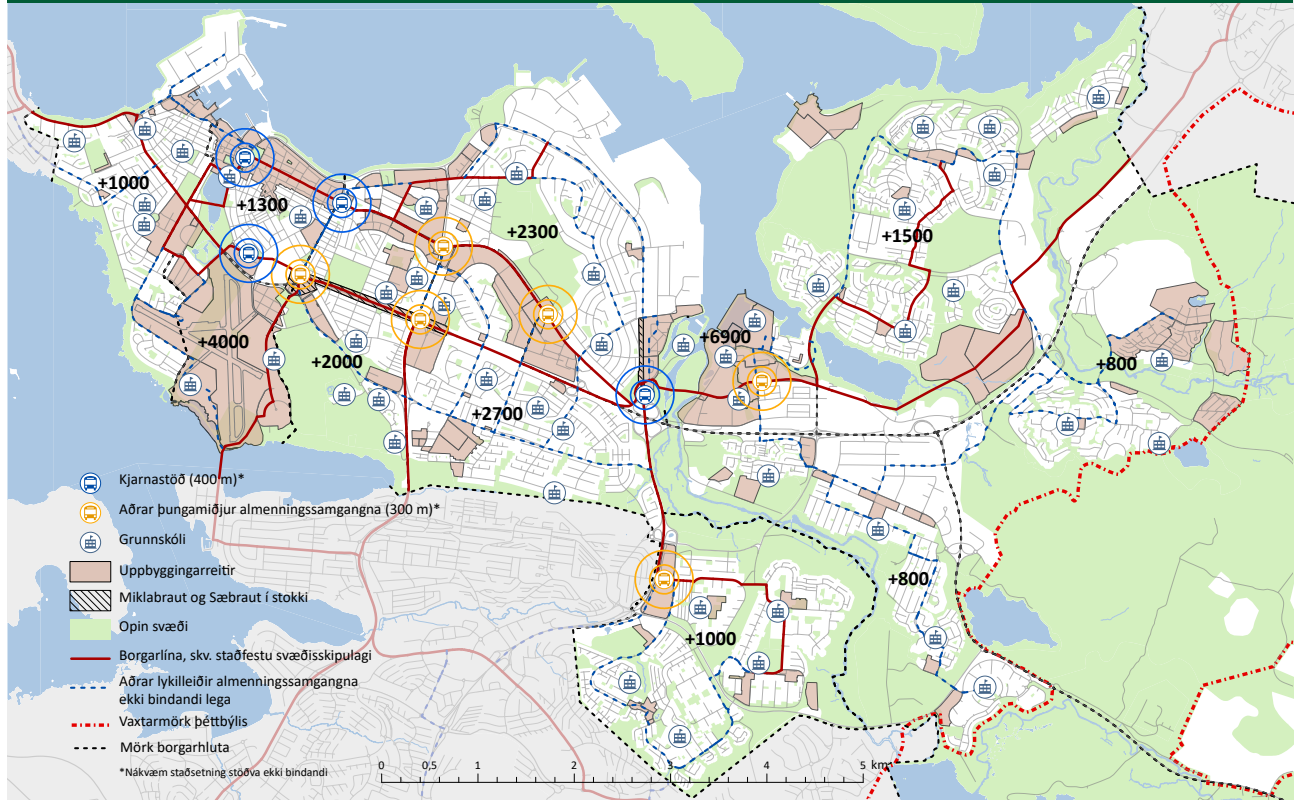 +1000
+1300
+2300
+1500
+4000
+2000
+6900
+800
+2700
+800
+1000
Kjarnastöð (400 m)*
Aðrar þungamiðjur almenningssamgangna (300 m)*
Grunnskóli
Uppbyggingarreitir
Miklabraut og Sæbraut í stokki
Opin svæði
Borgarlína, skv. staðfestu svæðisskipulagi
Aðrar lykilleiðir almenningssamgangna
ekki bindandi lega
Vaxtarmörk þéttbýlis
Mörk borgarhluta
*Nákvæm staðsetning stöðva ekki bindandi
0 0,5 1 2 3 4 5 km